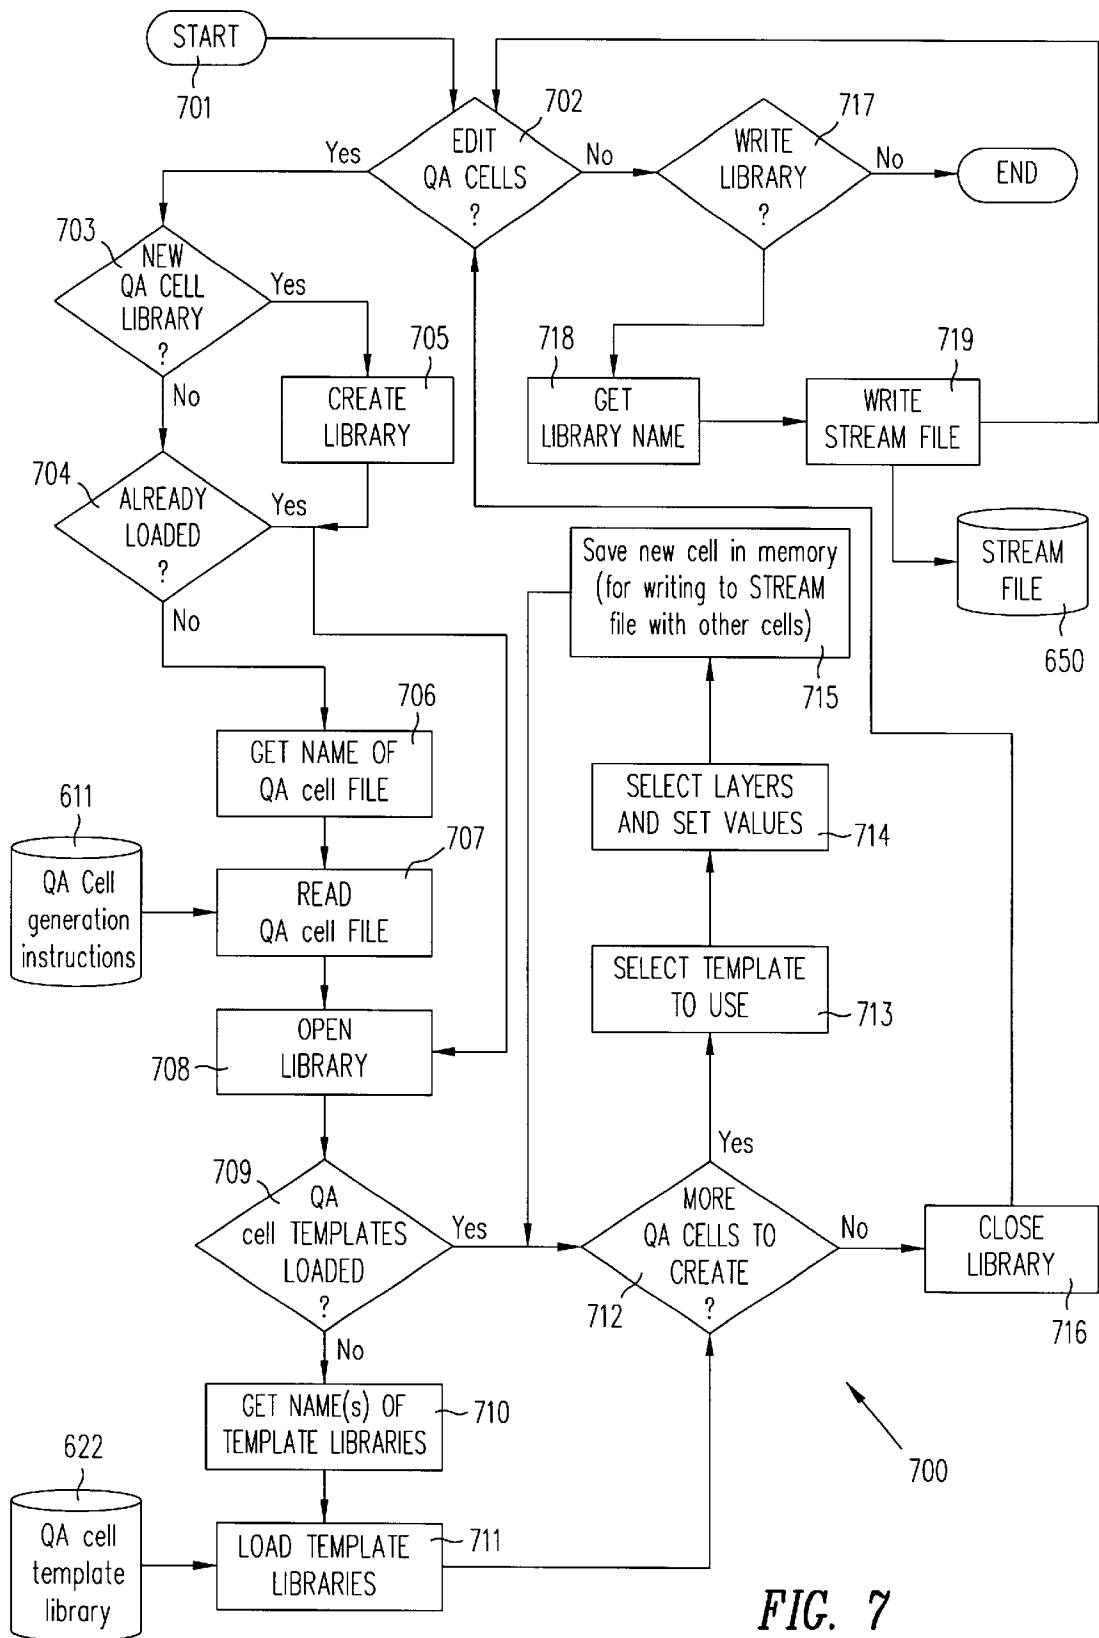 START
701
702
EDIT
QA CELLS
?
Yes
No
717
WRITE
LIBRARY
?
No
END
703
NEW
QA CELL
LIBRARY
?
Yes
No
705
CREATE
LIBRARY
718
GET
LIBRARY NAME
719
WRITE
STREAM FILE
704
ALREADY
LOADED
?
Yes
No
STREAM
FILE
650
Save new cell in memory
(for writing to STREAM
file with other cells)
715
706
GET NAME OF
QA cell FILE
SELECT LAYERS
AND SET VALUES
714
611
QA Cell
generation
instructions
707
READ
QA cell FILE
SELECT TEMPLATE
TO USE
713
OPEN
LIBRARY
708
709
QA
cell TEMPLATES
LOADED
?
Yes
No
Yes
MORE
QA CELLS TO
CREATE
?
712
No
CLOSE
LIBRARY
716
GET NAME(s) OF
TEMPLATE LIBRARIES
710
700
622
QA cell
template
library
LOAD TEMPLATE
LIBRARIES
711
FIG. 7